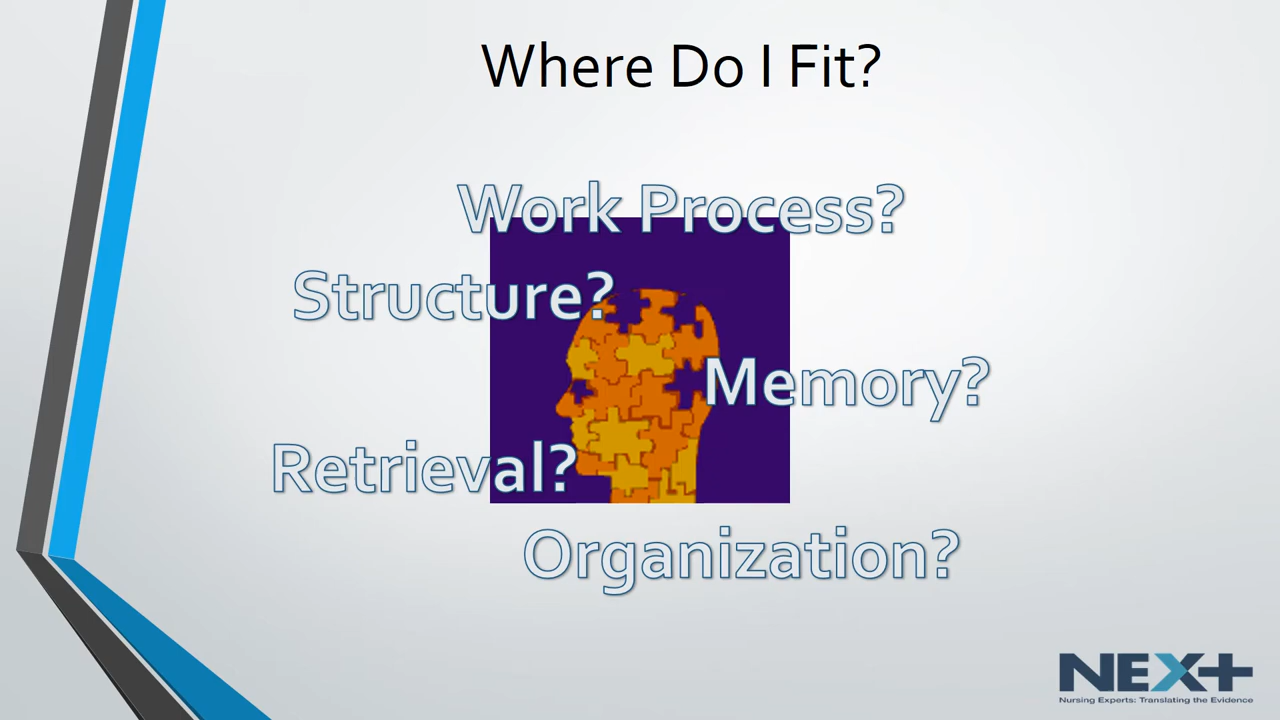 Where Do I Fit?
Work Process?
Structure?
Memory?
Retrieval?
Organization?
NEX+
Nursing Experts: Translating the Evidence